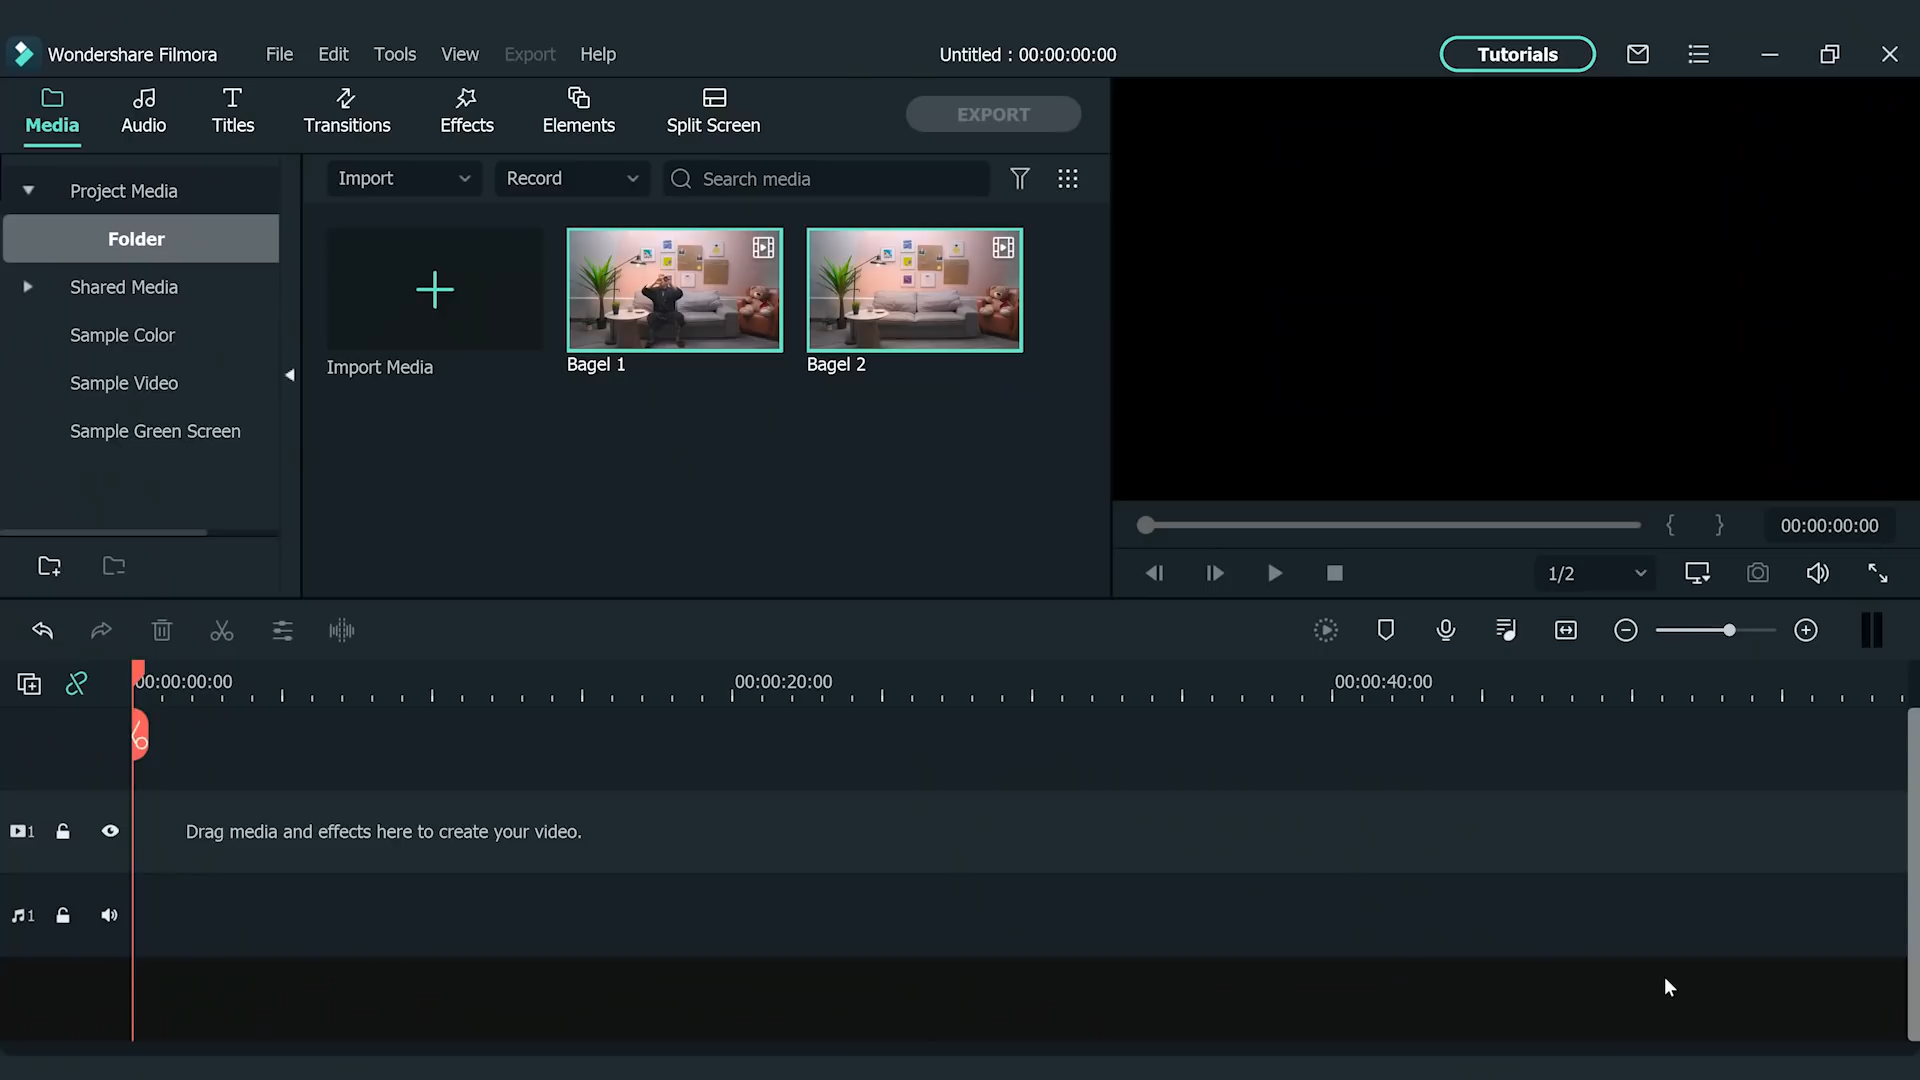 Wondershare Filmora File Edit Tools View Export Help Untitled : 00:00:00:00 Tutorials
Media Audio Titles Transitions Effects Elements Split Screen EXPORT
Project Media
Folder
Shared Media
Sample Color
Sample Video
Sample Green Screen
Import Record Search media
Import Media Bagel 1 Bagel 2
00:00:00:00
1/2
00:00:00:00 00:00:20:00 00:00:40:00
1 Drag media and effects here to create your video.
1